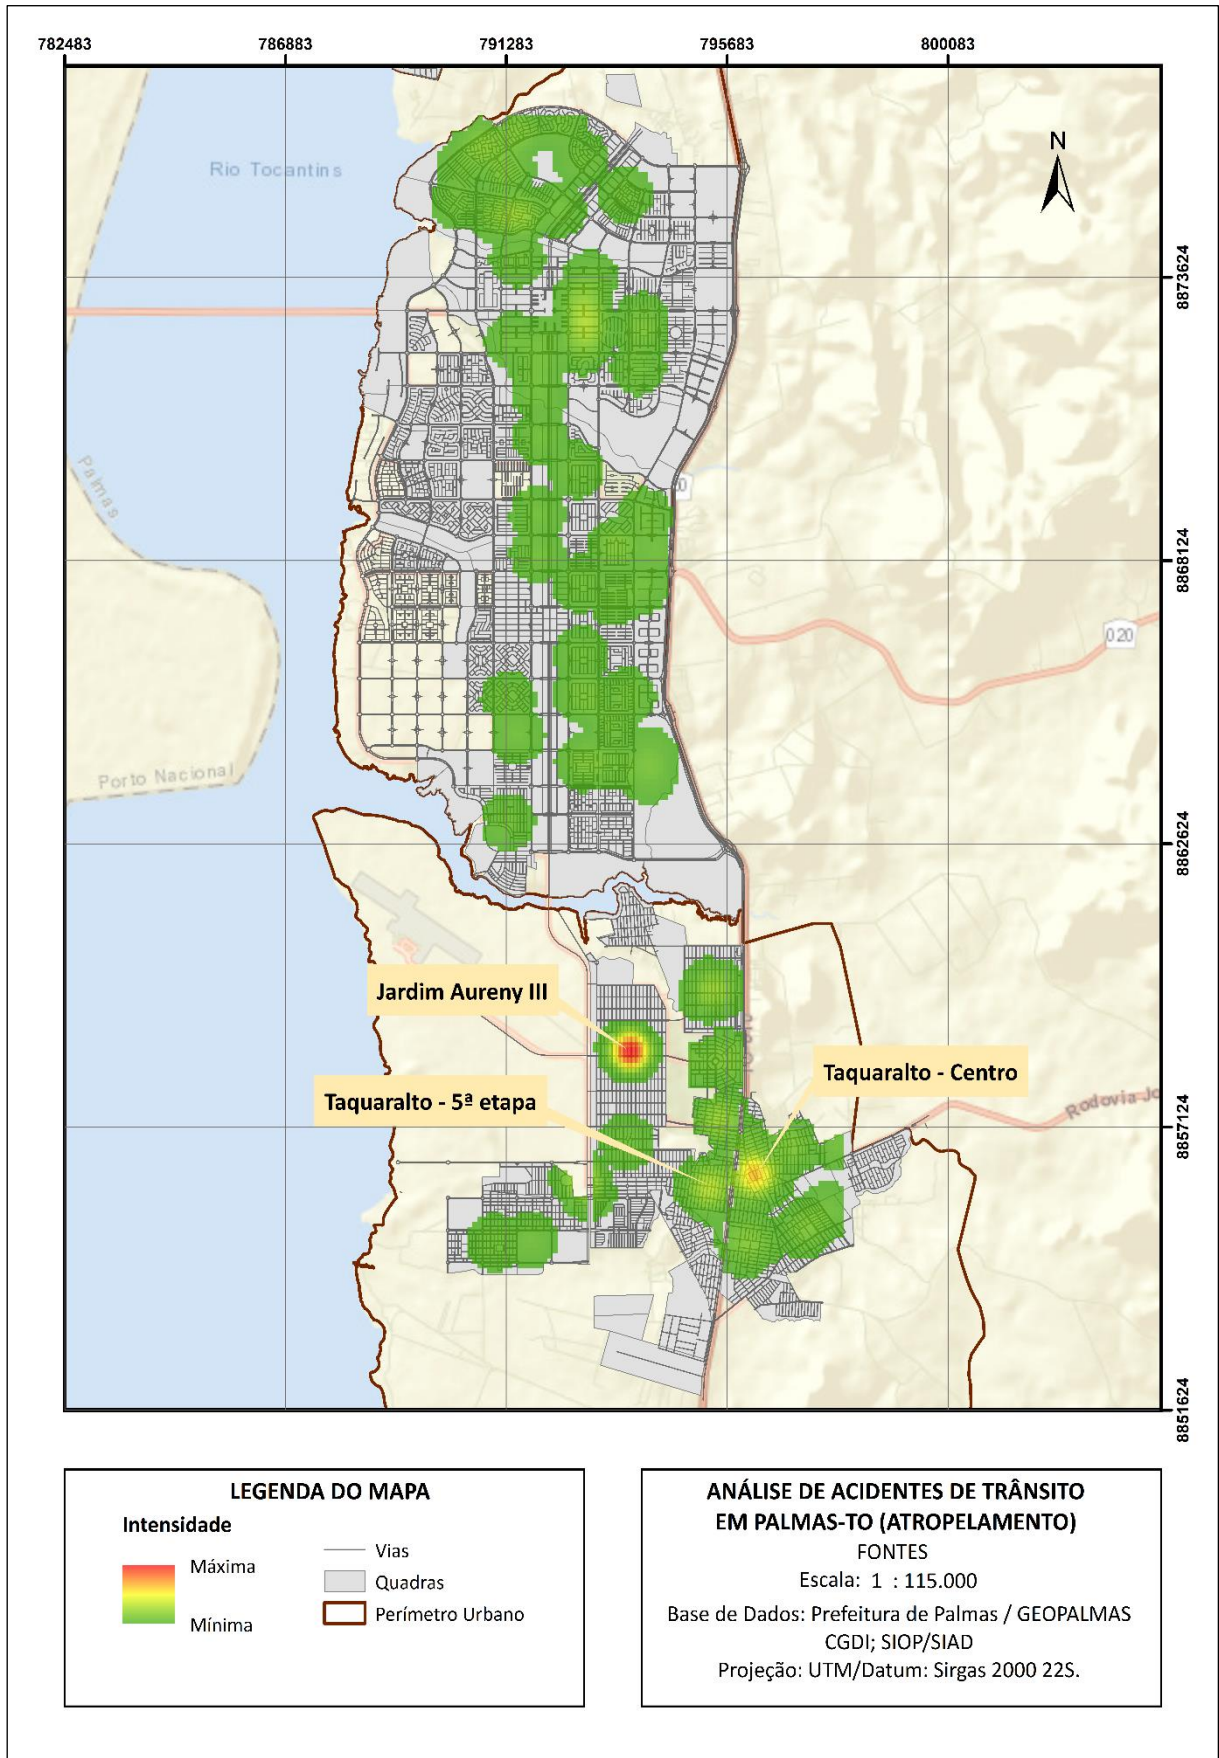 782483
786883
791283
795683
800083
N
Rio Tocantins
8873624
Palmas
8868124
020
Porto Nacional
8862624
Jardim Aureny III
Taquaralto - Centro
Taquaralto - 5ª etapa
8857124
8851624
LEGENDA DO MAPA
Intensidade
Máxima
Mínima
Vias
Quadras
Perímetro Urbano
ANÁLISE DE ACIDENTES DE TRÂNSITO
EM PALMAS-TO (ATROPELAMENTO)
FONTES
Escala: 1 : 115.000
Base de Dados: Prefeitura de Palmas / GEOPALMAS
CGDI; SIOP/SIAD
Projeção: UTM/Datum: Sirgas 2000 22S.
Rodovia Jo